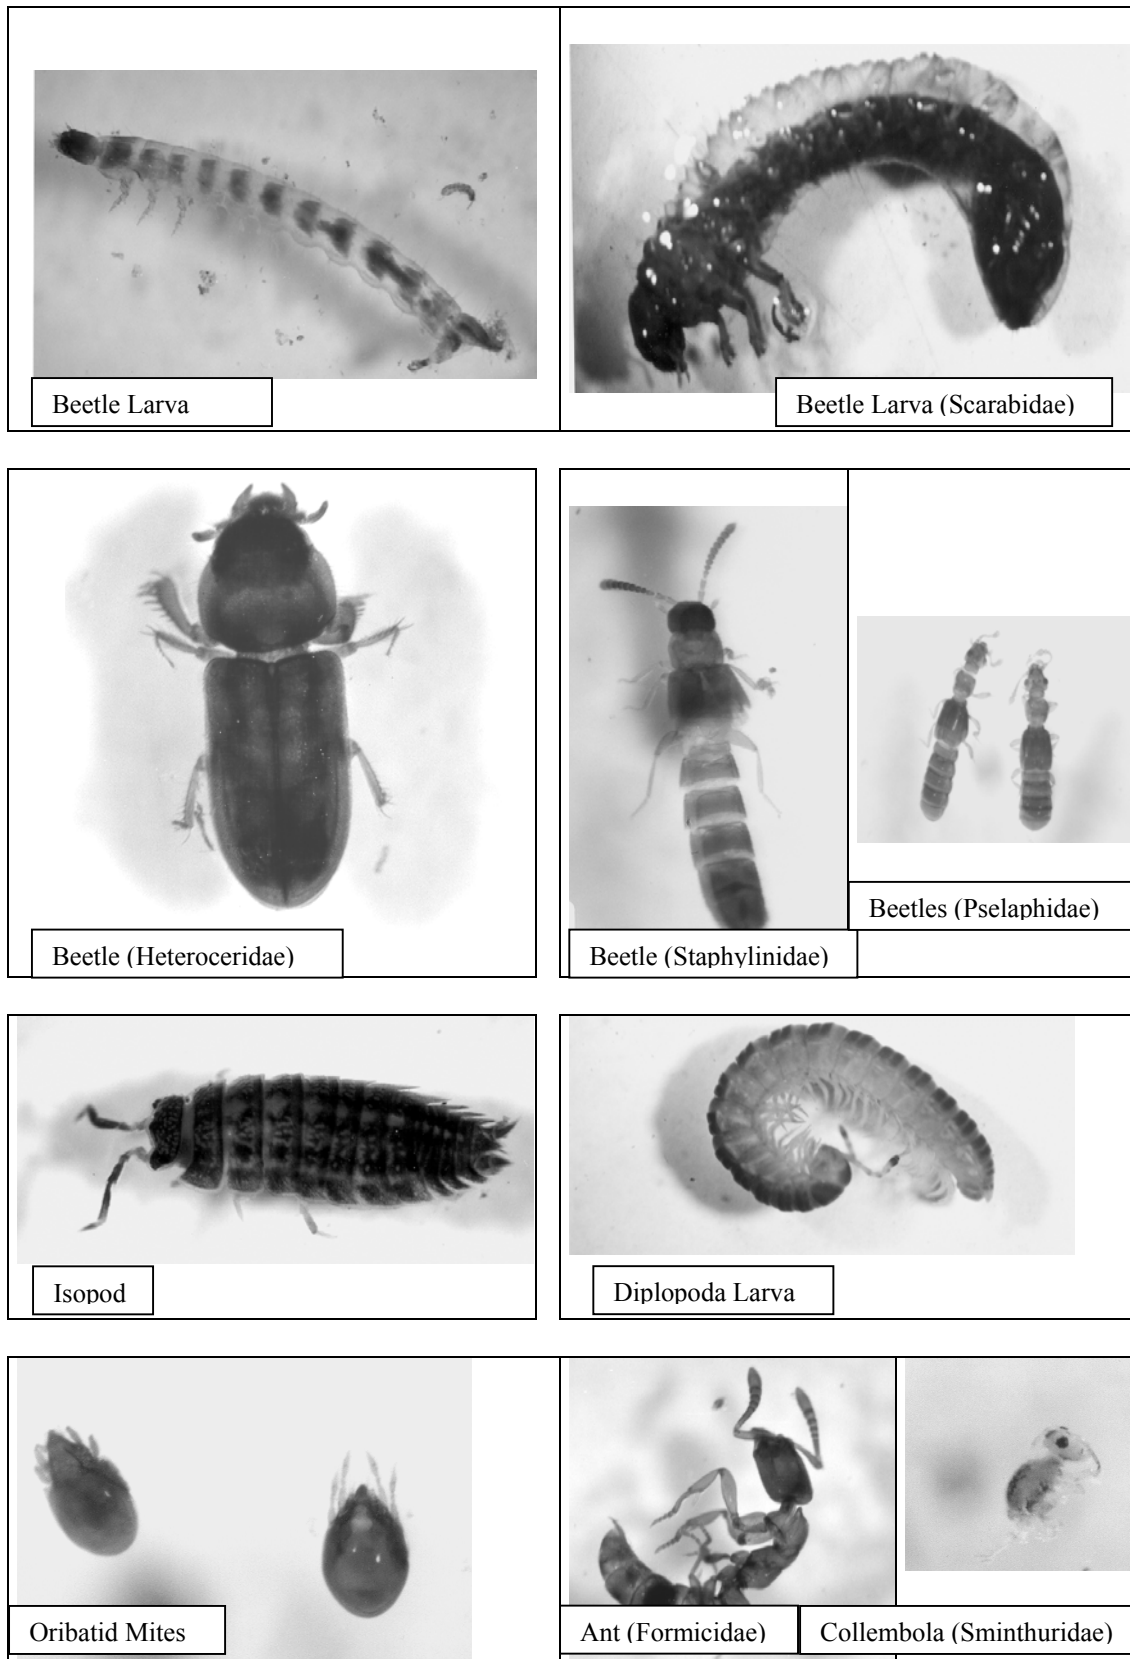 Beetle Larva
Beetle Larva (Scarabidae)
Beetle (Heteroceridae)
Beetle (Staphylinidae)
Beetles (Pselaphidae)
Isopod
Diplopoda Larva
Oribatid Mites
Ant (Formicidae)
Collembola (Sminthuridae)